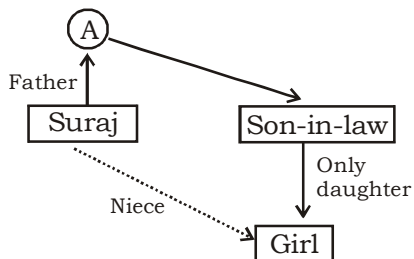 A
Father
Suraj
Son-in-law
Only
daughter
Niece
Girl